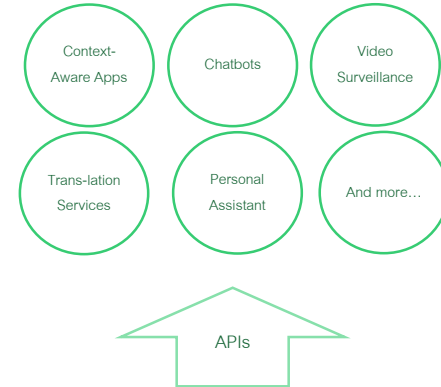 Context-
Aware Apps
Chatbots
Video
Surveillance
Trans-lation
Services
Personal
Assistant
And more…
APIs